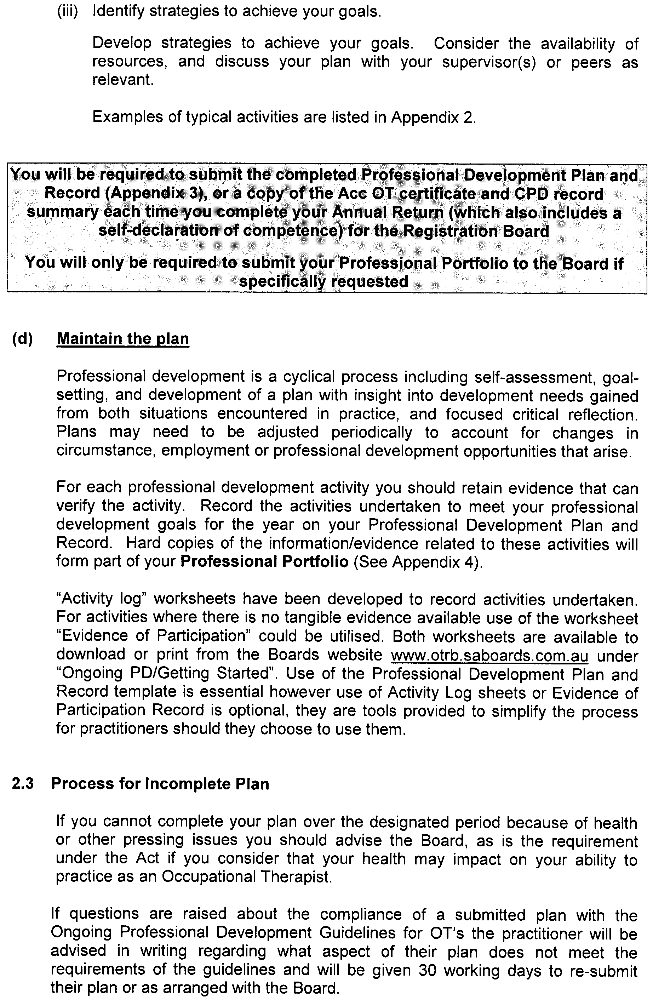 (iii) Identify strategies to achieve your goals.
Develop strategies to achieve your goals. Consider the availability of
resources, and discuss your plan with your supervisor(s) or peers as
relevant.
Examples of typical activities are listed in Appendix 2.
You will be required to submit the completed Professional Development Plan and
Record (Appendix 3), or a copy of the Acc OT certificate and CPD record
summary each time you complete your Annual Return (which also includes a
self-declaration of competence) for the Registration Board
You will only be required to submit your Professional Portfolio to the Board if
specifically requested
(d) Maintain the plan
Professional development is a cyclical process including self-assessment, goal-
setting, and development of a plan with insight into development needs gained
from both situations encountered in practice, and focused critical reflection.
Plans may need to be adjusted periodically to account for changes in
circumstance, employment or professional development opportunities that arise.
For each professional development activity you should retain evidence that can
verify the activity. Record the activities undertaken to meet your professional
development goals for the year on your Professional Development Plan and
Record. Hard copies of the information/evidence related to these activities will
form part of your Professional Portfolio (See Appendix 4).
“Activity log” worksheets have been developed to record activities undertaken.
For activities where there is no tangible evidence available use of the worksheet
“Evidence of Participation” could be utilised. Both worksheets are available to
download or print from the Boards website www.otrb.saboards.com.au under
“Ongoing PD/Getting Started”. Use of the Professional Development Plan and
Record template is essential however use of Activity Log sheets or Evidence of
Participation Record is optional, they are tools provided to simplify the process
for practitioners should they choose to use them.
2.3 Process for Incomplete Plan
If you cannot complete your plan over the designated period because of health
or other pressing issues you should advise the Board, as is the requirement
under the Act if you consider that your health may impact on your ability to
practice as an Occupational Therapist.
If questions are raised about the compliance of a submitted plan with the
Ongoing Professional Development Guidelines for OT’s the practitioner will be
advised in writing regarding what aspect of their plan does not meet the
requirements of the guidelines and will be given 30 working days to re-submit
their plan or as arranged with the Board.